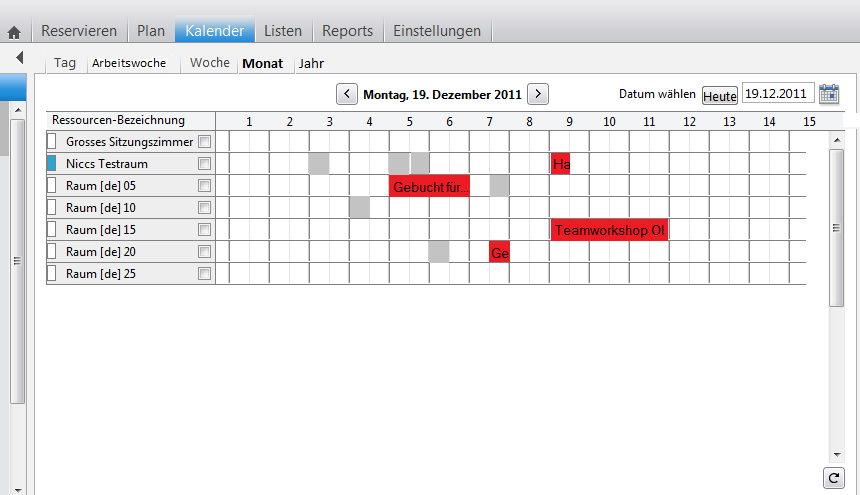 Reservieren Plan Kalender Listen Reports Einstellungen
Tag Arbeitswoche Woche Monat Jahr
Montag, 19. Dezember 2011 Datum wählen Heute 19.12.2011
Ressourcen-Bezeichnung 1 2 3 4 5 6 7 8 9 10 11 12 13 14 15
Grosses Sitzungszimmer
Niccs Testraum Ha
Raum [de] 05 Gebucht für...
Raum [de] 10
Raum [de] 15 Teamworkshop Ol
Raum [de] 20 Ge
Raum [de] 25